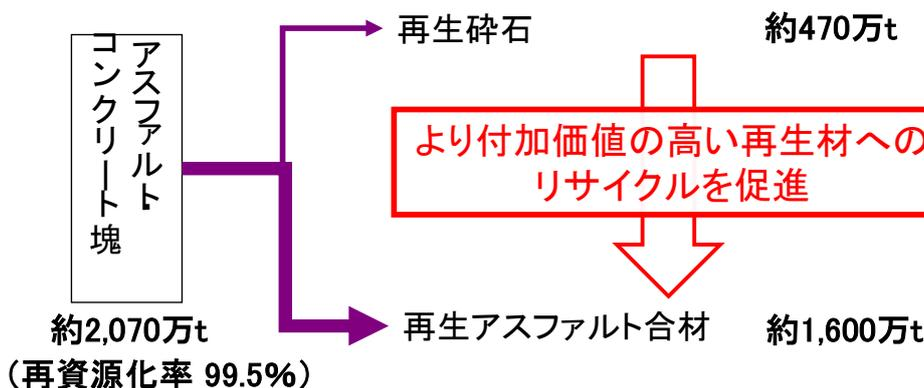 アスファルト・
コンクリート塊
約2,070万t
（再資源化率 99.5%）
再生砕石
約470万t
より付加価値の高い再生材への
リサイクルを促進
再生アスファルト合材
約1,600万t